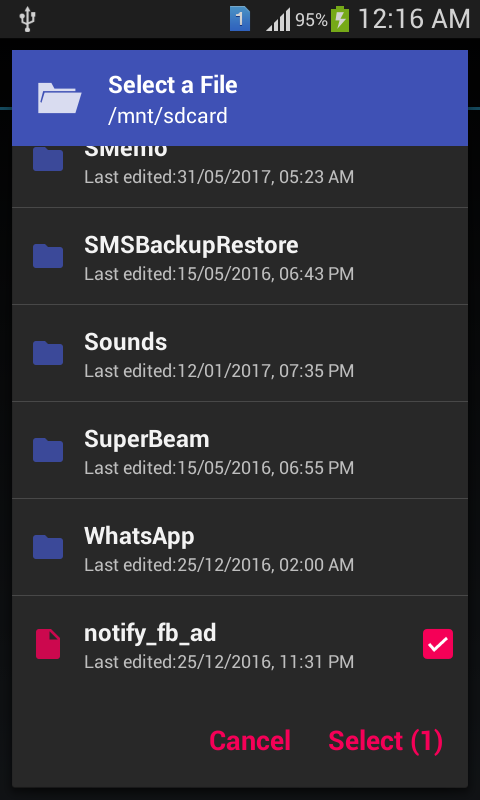 1 95% 12:16 AM
Select a File
/mnt/sdcard
SMemo
Last edited:31/05/2017, 05:23 AM
SMSBackupRestore
Last edited:15/05/2016, 06:43 PM
Sounds
Last edited:12/01/2017, 07:35 PM
SuperBeam
Last edited:15/05/2016, 06:55 PM
WhatsApp
Last edited:25/12/2016, 02:00 AM
notify_fb_ad
Last edited:25/12/2016, 11:31 PM
Cancel Select (1)